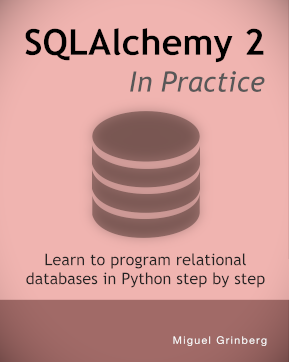 SQLAlchemy 2
In Practice
Learn to program relational
databases in Python step by step
Miguel Grinberg